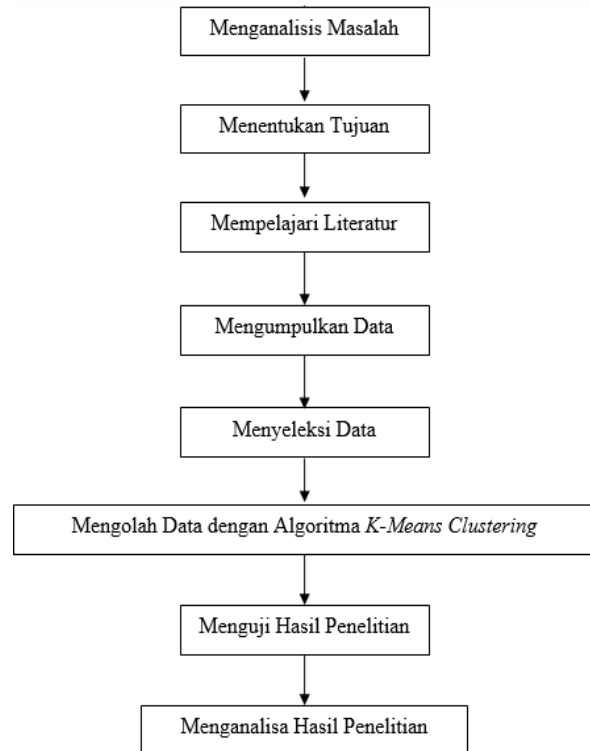 Menganalisis Masalah
Menentukan Tujuan
Mempelajari Literatur
Mengumpulkan Data
Menyeleksi Data
Mengolah Data dengan Algoritma K-Means Clustering
Menguji Hasil Penelitian
Menganalisa Hasil Penelitian